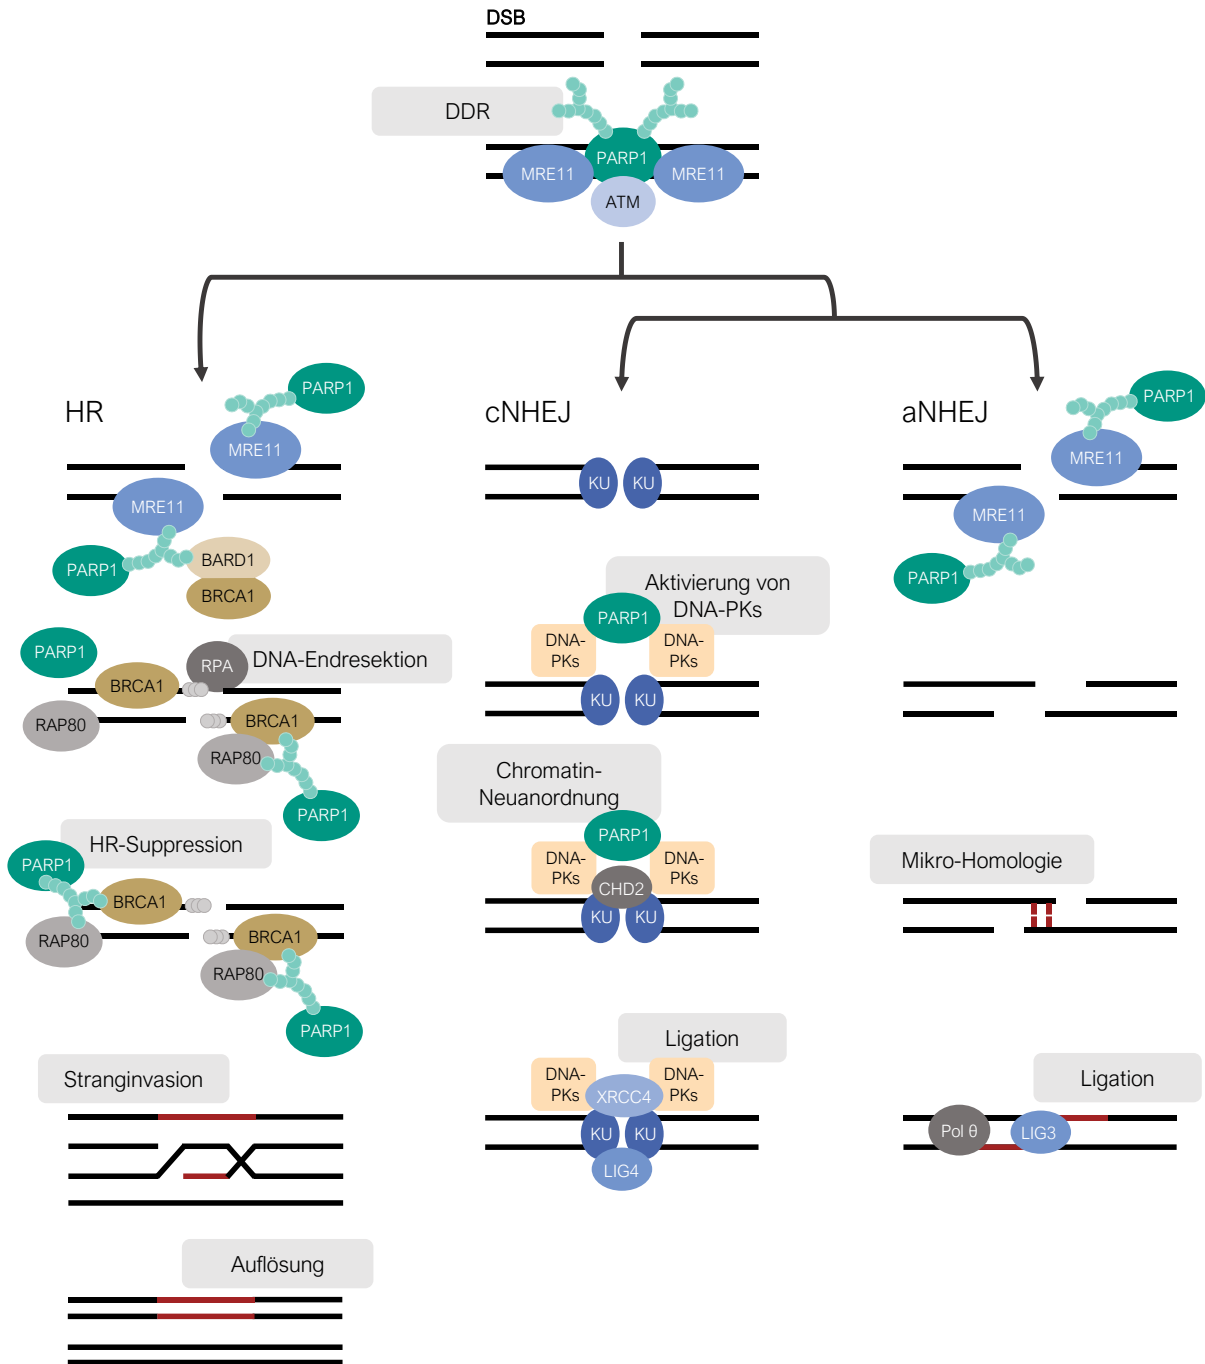 DSB
DDR
PARP1
MRE11
MRE11
ATM
HR
PARP1
MRE11
MRE11
PARP1
BARD1
BRCA1
PARP1
RPA
DNA-Endresektion
BRCA1
RAP80
BRCA1
RAP80
PARP1
HR-Suppression
PARP1
BRCA1
RAP80
BRCA1
RAP80
PARP1
Stranginvasion
Auflösung
cNHEJ
KU
KU
Aktivierung von
DNA-PKs
PARP1
DNA-
PKs
DNA-
PKs
KU
KU
Chromatin-
Neuanordnung
PARP1
DNA-
PKs
DNA-
PKs
CHD2
KU
KU
Ligation
DNA-
PKs
DNA-
PKs
XRCC4
KU
KU
LIG4
aNHEJ
PARP1
MRE11
MRE11
PARP1
Mikro-Homologie
Ligation
Pol θ
LIG3